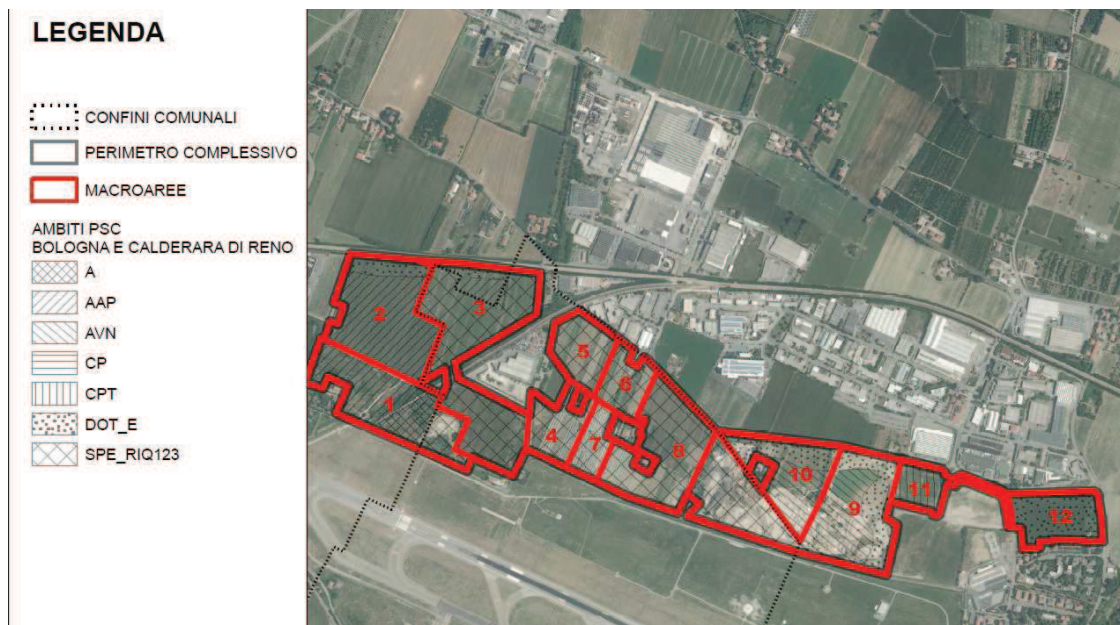 LEGENDA
CONFINI COMUNALI
PERIMETRO COMPLESSIVO
MACROAREE
AMBITI PSC
BOLOGNA E CALDERARA DI RENO
A
AAP
AVN
CP
CPT
DOT_E
SPE_RIQ123
2
3
5
6
1
4
7
8
10
9
11
12